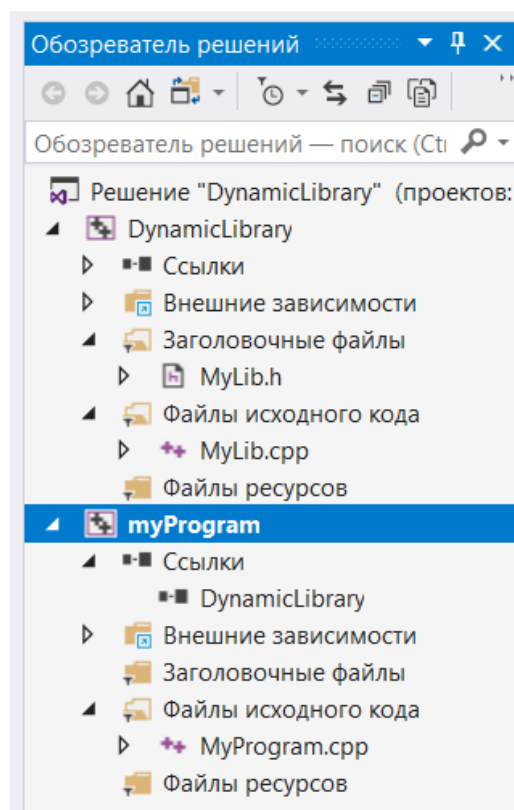 Обозреватель решений
Обозреватель решений — поиск (Ctr
Решение "DynamicLibrary" (проектов:
DynamicLibrary
Ссылки
Внешние зависимости
Заголовочные файлы
MyLib.h
Файлы исходного кода
MyLib.cpp
Файлы ресурсов
myProgram
Ссылки
DynamicLibrary
Внешние зависимости
Заголовочные файлы
Файлы исходного кода
MyProgram.cpp
Файлы ресурсов